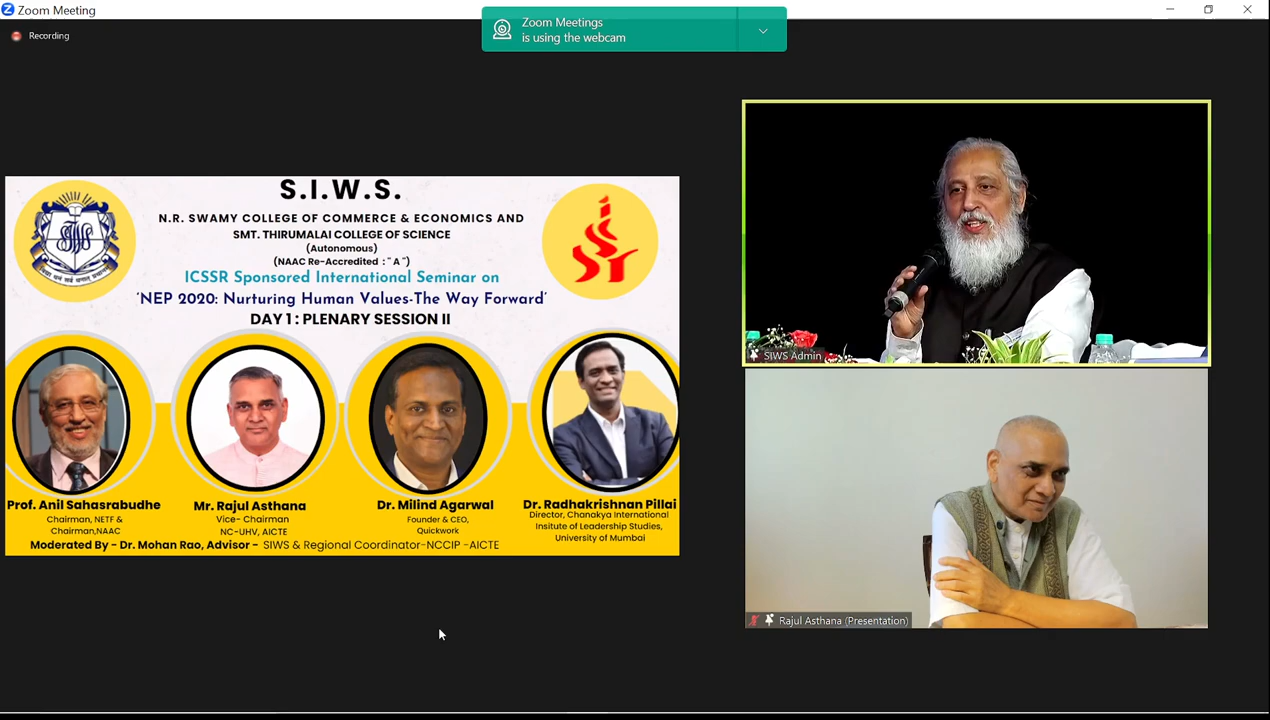 Zoom Meeting
Recording
Zoom Meetings
is using the webcam
S.I.W.S.
N.R. SWAMY COLLEGE OF COMMERCE & ECONOMICS AND
SMT. THIRUMALAI COLLEGE OF SCIENCE
(Autonomous)
(NAAC Re-Accredited : " A ")
ICSSR Sponsored International Seminar on
'NEP 2020: Nurturing Human Values-The Way Forward'
DAY 1 : PLENARY SESSION II
Prof. Anil Sahasrabudhe
Chairman, NETF &
Chairman,NAAC
Mr. Rajul Asthana
Vice- Chairman
NC-UHV, AICTE
Dr. Milind Agarwal
Founder & CEO,
Quickwork
Dr. Radhakrishnan Pillai
Director, Chanakya International
Insitute of Leadership Studies,
University of Mumbai
Moderated By - Dr. Mohan Rao, Advisor - SIWS & Regional Coordinator-NCCIP -AICTE
SIWS Admin
Rajul Asthana (Presentation)